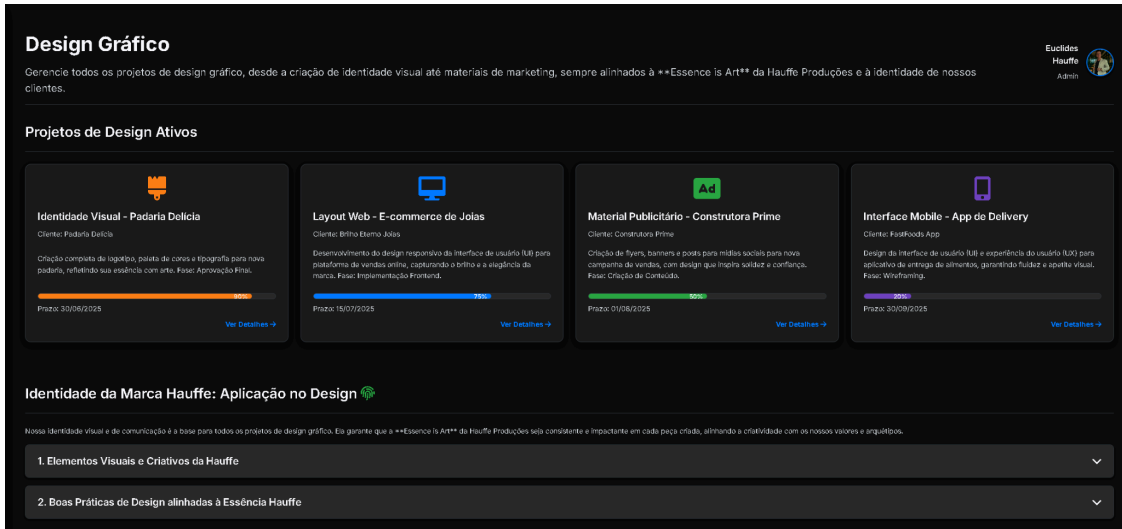 Design Gráfico
Gerencie todos os projetos de design gráfico, desde a criação de identidade visual até materiais de marketing, sempre alinhados à **Essence is Art** da Hauffe Produções e à identidade de nossos
clientes.
Euclides
Hauffe
Admin
Projetos de Design Ativos
Identidade Visual - Padaria Delícia
Cliente: Padaria Delícia
Criação completa de logotipo, paleta de cores e tipografia para nova
padaria, refletindo sua essência com arte. Fase: Aprovação Final.
90%
Prazo: 30/06/2025
Ver Detalhes →
Layout Web - E-commerce de Joias
Cliente: Brilho Eterno Joias
Desenvolvimento do design responsivo da interface de usuário (UI) para
plataforma de vendas online, capturando o brilho e a elegância da
marca. Fase: Implementação Frontend.
75%
Prazo: 15/07/2025
Ver Detalhes →
Ad
Material Publicitário - Construtora Prime
Cliente: Construtora Prime
Criação de flyers, banners e posts para mídias sociais para nova
campanha de vendas, com design que inspira solidez e confiança.
Fase: Criação de Conteúdo.
50%
Prazo: 01/08/2025
Ver Detalhes →
Interface Mobile - App de Delivery
Cliente: FastFoods App
Design da interface de usuário (UI) e experiência do usuário (UX) para
aplicativo de entrega de alimentos, garantindo fluidez e apetite visual.
Fase: Wireframing.
20%
Prazo: 30/09/2025
Ver Detalhes →
Identidade da Marca Hauffe: Aplicação no Design
Nossa identidade visual e de comunicação é a base para todos os projetos de design gráfico. Ela garante que a **Essence is Art** da Hauffe Produções seja consistente e impactante em cada peça criada, alinhando a criatividade com os nossos valores e arquétipos.
1. Elementos Visuais e Criativos da Hauffe
2. Boas Práticas de Design alinhadas à Essência Hauffe